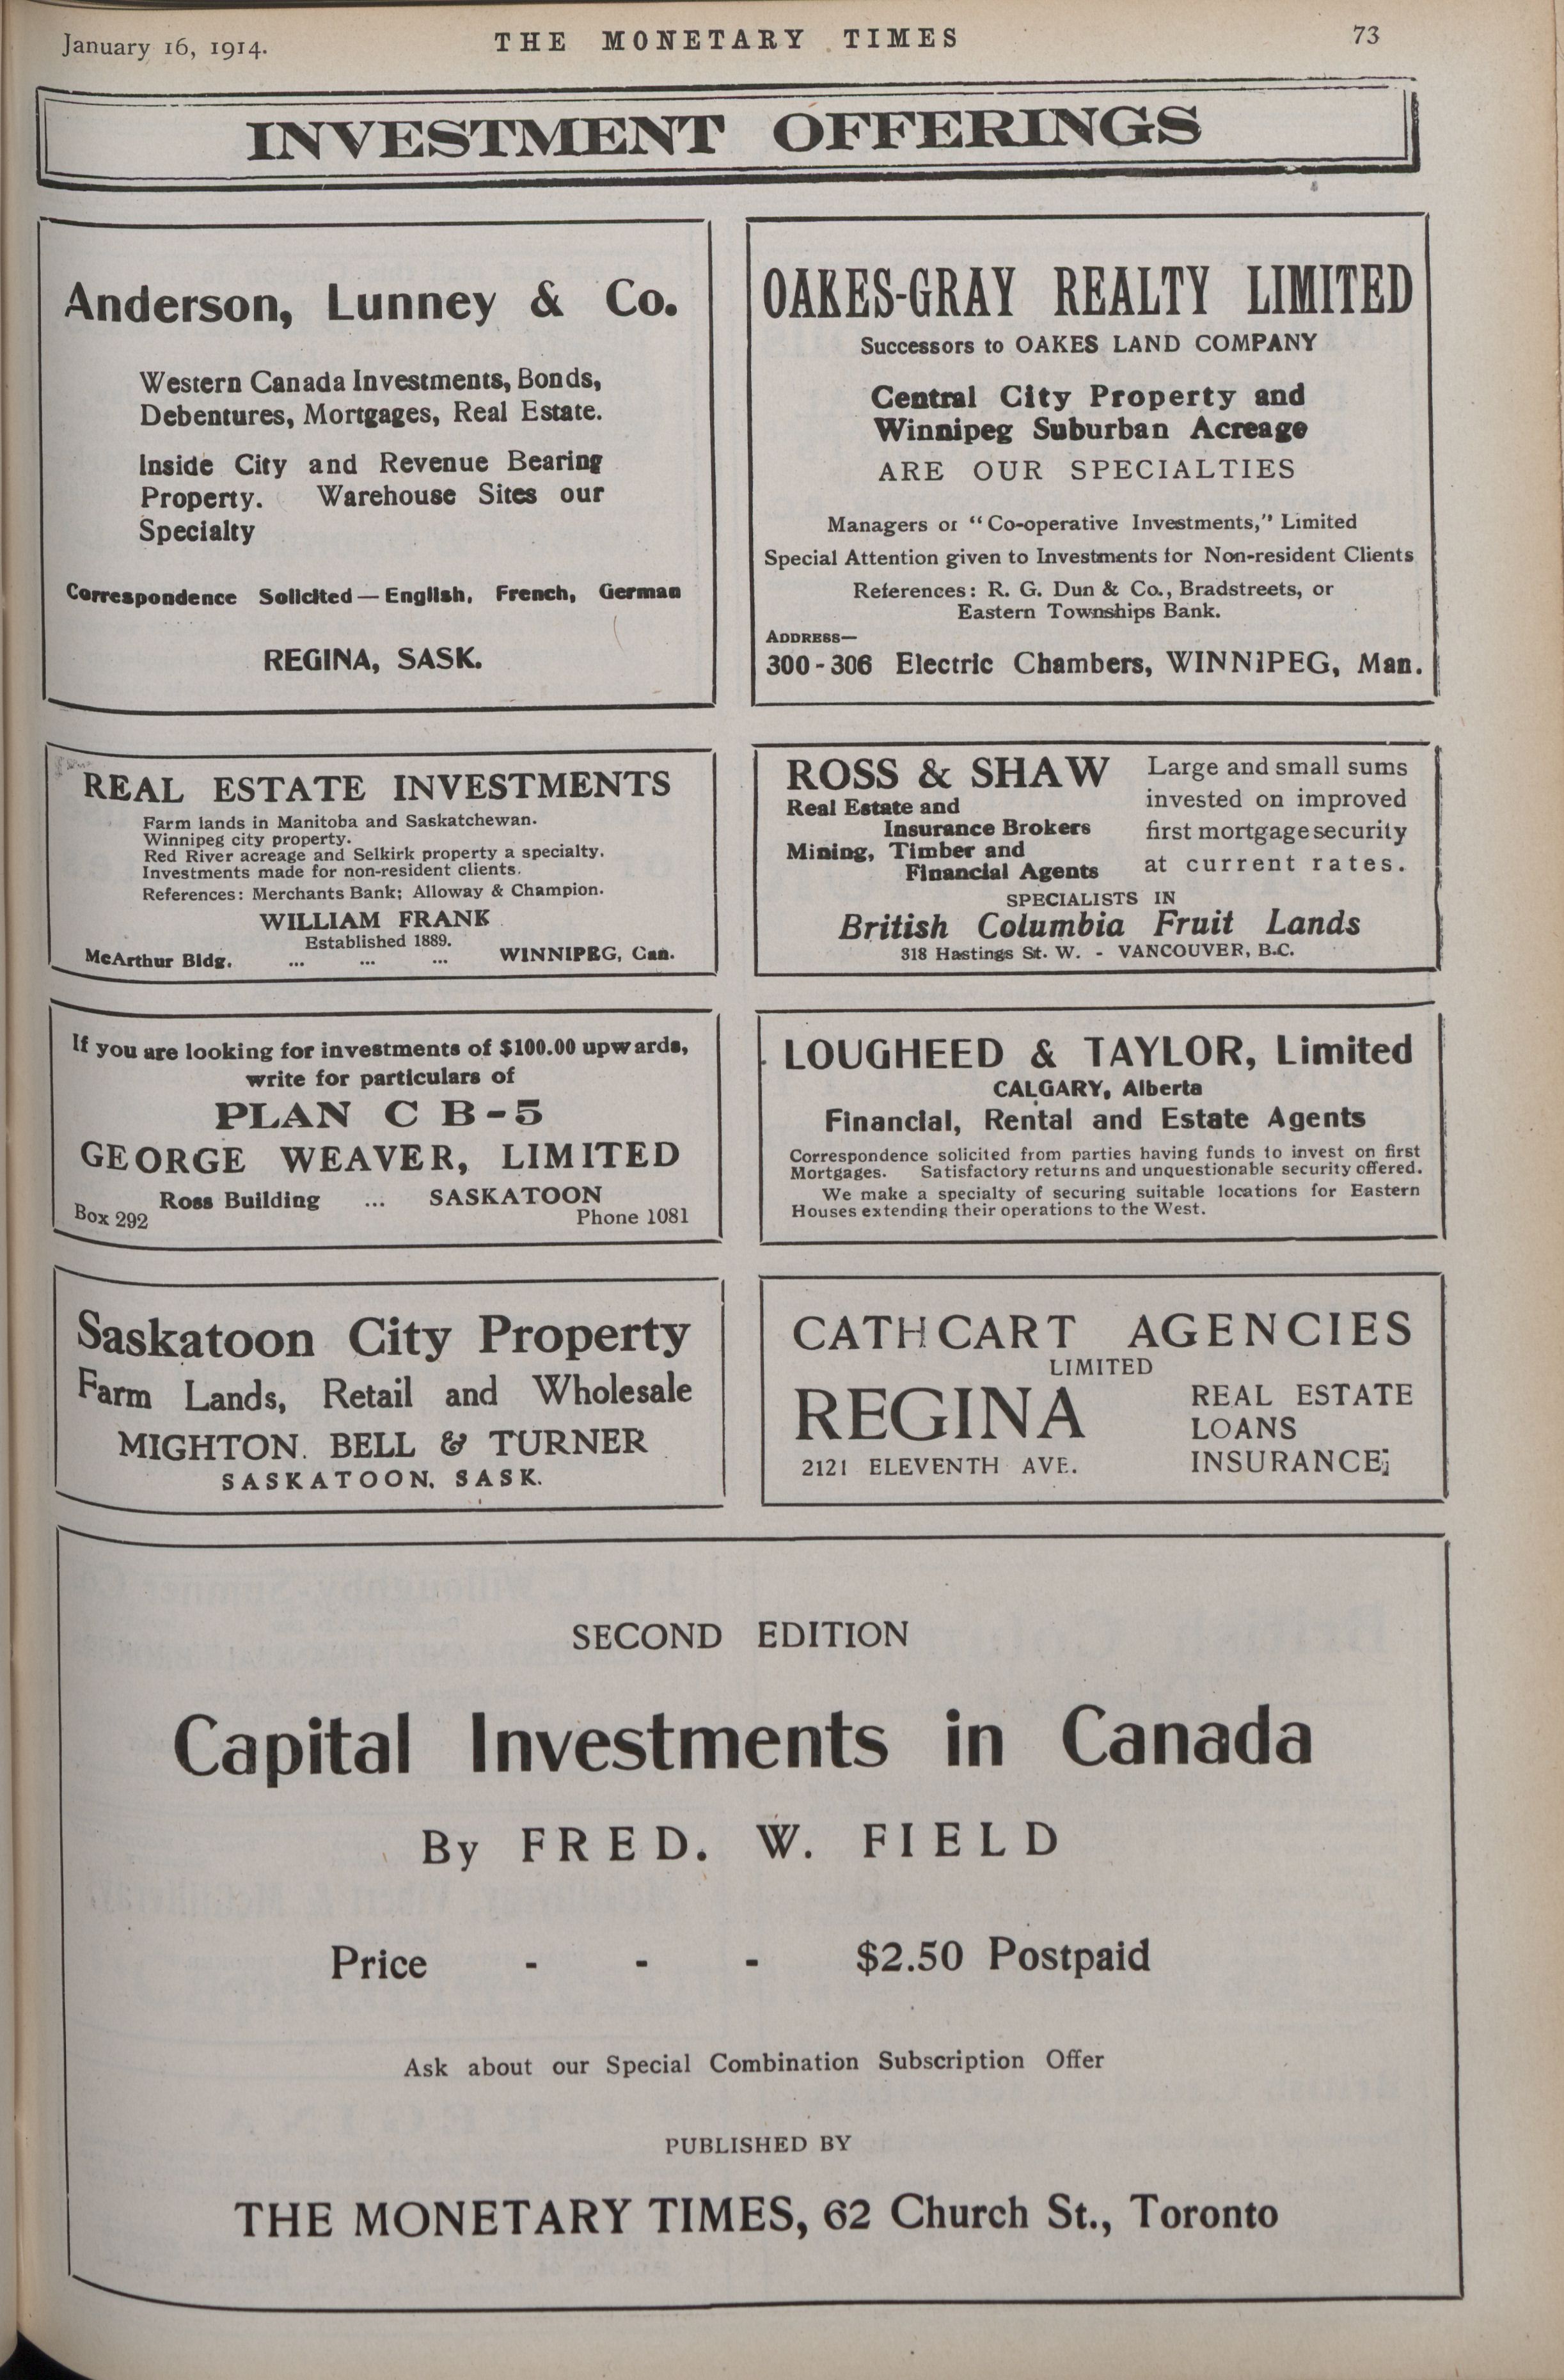 January 16, 1914.
THE MONETARY TIMES
73
INVESTMENT OFFERINGS
Anderson, Lunney & Co.
Western Canada Investments, Bonds,
Debentures, Mortgages, Real Estate.
Inside City and Revenue Bearing
Property. Warehouse Sites our
Specialty
Correspondence Solicited — English, French, German
REGINA, SASK.
OAKES-GRAY REALTY LIMITED
Successors to OAKES LAND COMPANY
Central City Property and
Winnipeg Suburban Acreage
ARE OUR SPECIALTIES
Managers of "Co-operative Investments," Limited
Special Attention given to Investments for Non-resident Clients
References: R. G. Dun & Co., Bradstreets, or
Eastern Townships Bank.
ADDRESS—
300-306 Electric Chambers, WINNIPEG, Man.
REAL ESTATE INVESTMENTS
Farm lands in Manitoba and Saskatchewan.
Winnipeg city property.
Red River acreage and Selkirk property a specialty.
Investments made for non-resident clients.
References: Merchants Bank; Alloway & Champion.
WILLIAM FRANK
Established 1889.
McArthur Bldg. ... ... ... WINNIPEG, Can.
ROSS & SHAW
Real Estate and
Insurance Brokers
Mining, Timber and
Financial Agents
Large and small sums
invested on improved
first mortgage security
at current rates.
SPECIALISTS IN
British Columbia Fruit Lands
318 Hastings St. W. - VANCOUVER, B.C.
If you are looking for investments of $100.00 upwards,
write for particulars of
PLAN C B-5
GEORGE WEAVER, LIMITED
Ross Building ... SASKATOON
Box 292 Phone 1081
LOUGHEED & TAYLOR, Limited
CALGARY, Alberta
Financial, Rental and Estate Agents
Correspondence solicited from parties having funds to invest on first
Mortgages. Satisfactory returns and unquestionable security offered.
We make a specialty of securing suitable locations for Eastern
Houses extending their operations to the West.
Saskatoon City Property
Farm Lands, Retail and Wholesale
MIGHTON. BELL & TURNER
SASKATOON, SASK.
CATHCART AGENCIES
LIMITED
REGINA
2121 ELEVENTH AVE.
REAL ESTATE
LOANS
INSURANCE;
SECOND EDITION
Capital Investments in Canada
By FRED. W. FIELD
Price - - - $2.50 Postpaid
Ask about our Special Combination Subscription Offer
PUBLISHED BY
THE MONETARY TIMES, 62 Church St., Toronto